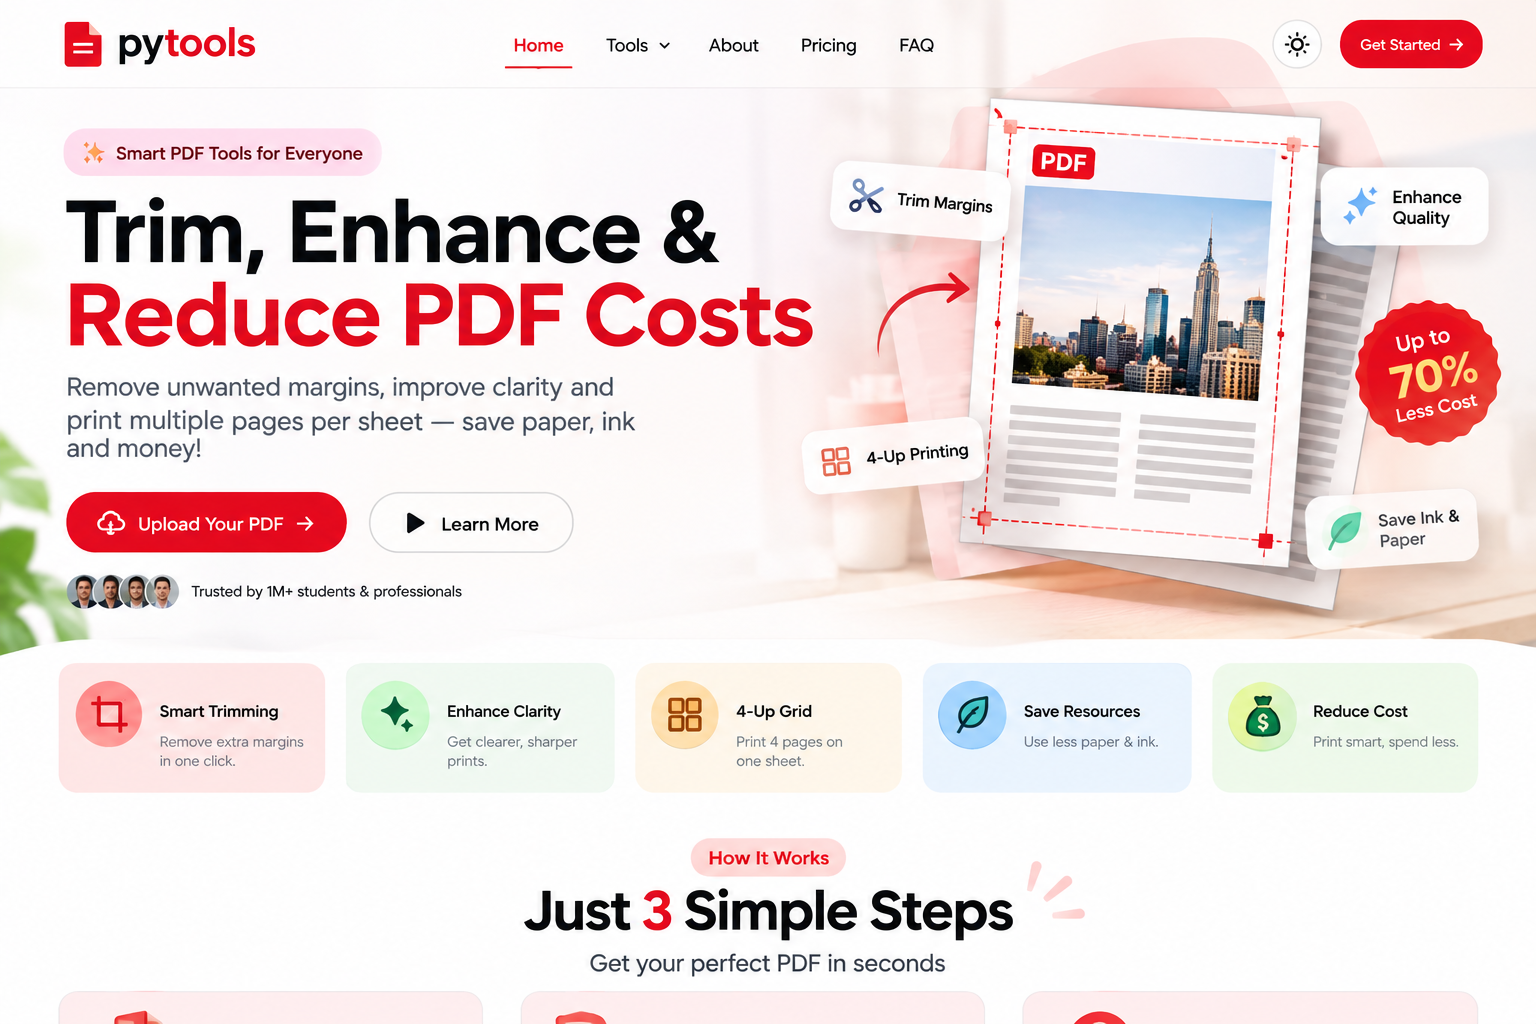 pytools
Home
Tools
About
Pricing
FAQ
Get Started
Smart PDF Tools for Everyone
Trim, Enhance &
Reduce PDF Costs
Remove unwanted margins, improve clarity and
print multiple pages per sheet — save paper, ink
and money!
Upload Your PDF
Learn More
Trusted by 1M+ students & professionals
PDF
Trim Margins
Enhance
Quality
Up to
70%
Less Cost
4-Up Printing
Save Ink &
Paper
Smart Trimming
Remove extra margins
in one click.
Enhance Clarity
Get clearer, sharper
prints.
4-Up Grid
Print 4 pages on
one sheet.
Save Resources
Use less paper & ink.
$
Reduce Cost
Print smart, spend less.
How It Works
Just 3 Simple Steps
Get your perfect PDF in seconds